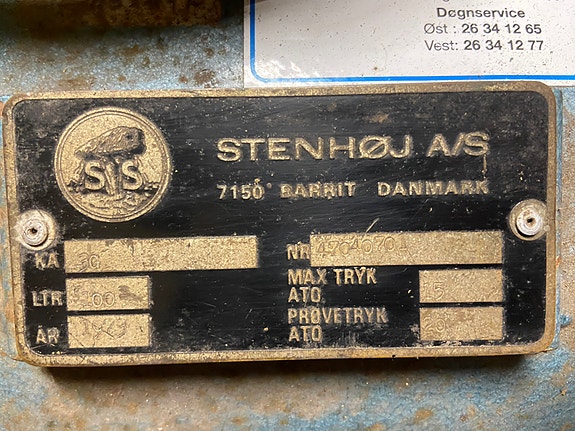 Døgnservice
Øst : 26 34 12 65
Vest: 26 34 12 77
SS
STENHØJ A/S
7150 BARRIT DANMARK
KA
NR
LTR
MAX TRYK
ATO.
5
ÅR
PRØVETRYK
ATO